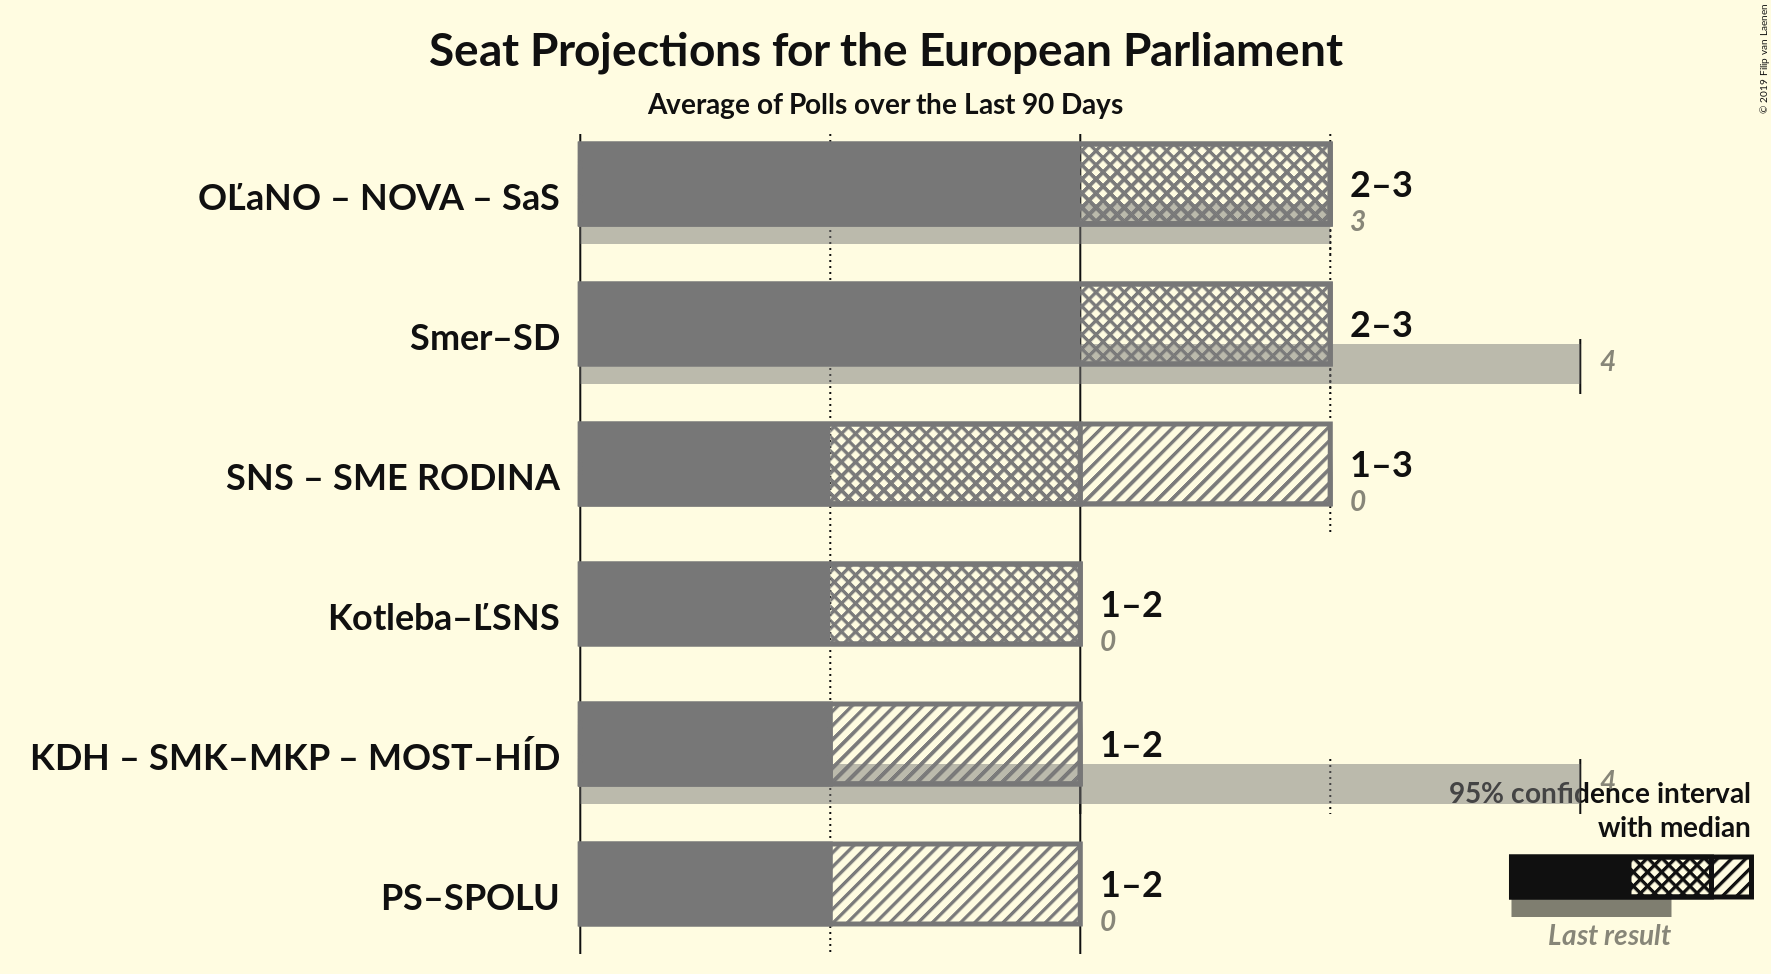 Seat Projections for the European Parliament
Average of Polls over the Last 90 Days
© 2019 Filip van Laenen
OĽaNO – NOVA – SaS
2–3
3
Smer–SD
2–3
4
SNS – SME RODINA
1–3
0
Kotleba–ĽSNS
1–2
0
KDH – SMK–MKP – MOST–HÍD
1–2
4
PS–SPOLU
1–2
0
95% confidence interval
with median
Last result